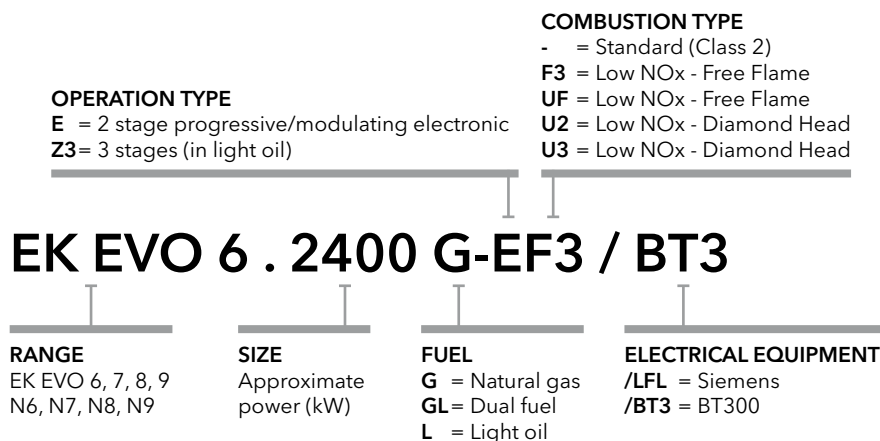 COMBUSTION TYPE
- = Standard (Class 2)
F3 = Low NOx - Free Flame
UF = Low NOx - Free Flame
U2 = Low NOx - Diamond Head
U3 = Low NOx - Diamond Head
OPERATION TYPE
E = 2 stage progressive/modulating electronic
Z3= 3 stages (in light oil)
EK EVO 6 . 2400 G-EF3 / BT3
RANGE
EK EVO 6, 7, 8, 9
N6, N7, N8, N9
SIZE
Approximate
power (kW)
FUEL
G = Natural gas
GL= Dual fuel
L = Light oil
ELECTRICAL EQUIPMENT
/LFL = Siemens
/BT3 = BT300